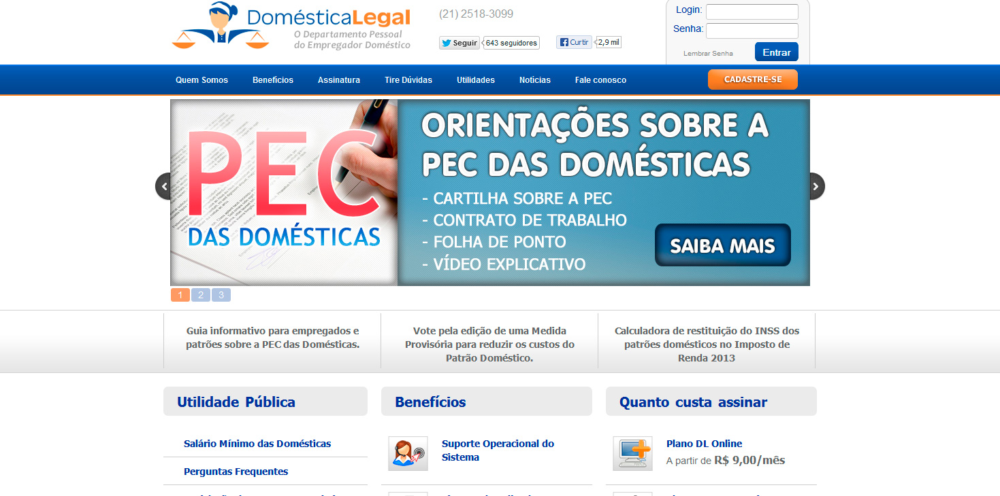 DomésticaLegal
O Departamento Pessoal
do Empregador Doméstico
(21) 2518-3099
Seguir
643 seguidores
Curtir
2,9 mil
Login:
Senha:
Lembrar Senha
Entrar
Quem Somos
Benefícios
Assinatura
Tire Dúvidas
Utilidades
Notícias
Fale conosco
CADASTRE-SE
PEC
DAS DOMÉSTICAS
ORIENTAÇÕES SOBRE A
PEC DAS DOMÉSTICAS
- CARTILHA SOBRE A PEC
- CONTRATO DE TRABALHO
- FOLHA DE PONTO
- VÍDEO EXPLICATIVO
SAIBA MAIS
1 2 3
Guia informativo para empregados e
patrões sobre a PEC das Domésticas.
Vote pela edição de uma Medida
Provisória para reduzir os custos do
Patrão Doméstico.
Calculadora de restituição do INSS dos
patrões domésticos no Imposto de
Renda 2013
Utilidade Pública
Salário Mínimo das Domésticas
Perguntas Frequentes
Benefícios
Suporte Operacional do
Sistema
Quanto custa assinar
Plano DL Online
A partir de R$ 9,00/mês